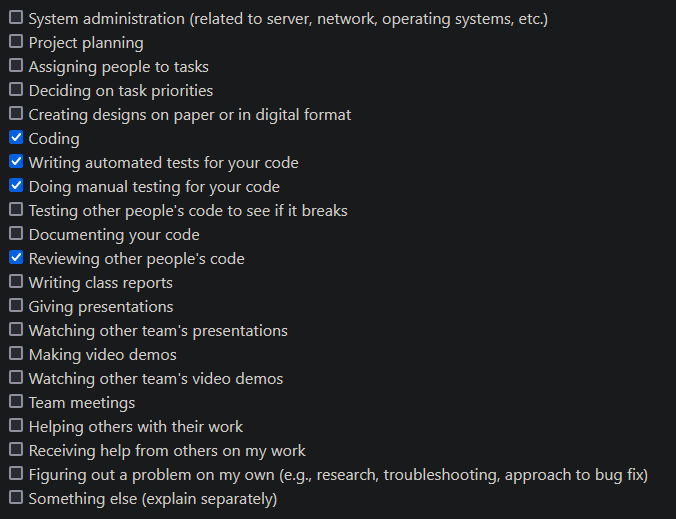 System administration (related to server, network, operating systems, etc.)
Project planning
Assigning people to tasks
Deciding on task priorities
Creating designs on paper or in digital format
Coding
Writing automated tests for your code
Doing manual testing for your code
Testing other people's code to see if it breaks
Documenting your code
Reviewing other people's code
Writing class reports
Giving presentations
Watching other team's presentations
Making video demos
Watching other team's video demos
Team meetings
Helping others with their work
Receiving help from others on my work
Figuring out a problem on my own (e.g., research, troubleshooting, approach to bug fix)
Something else (explain separately)